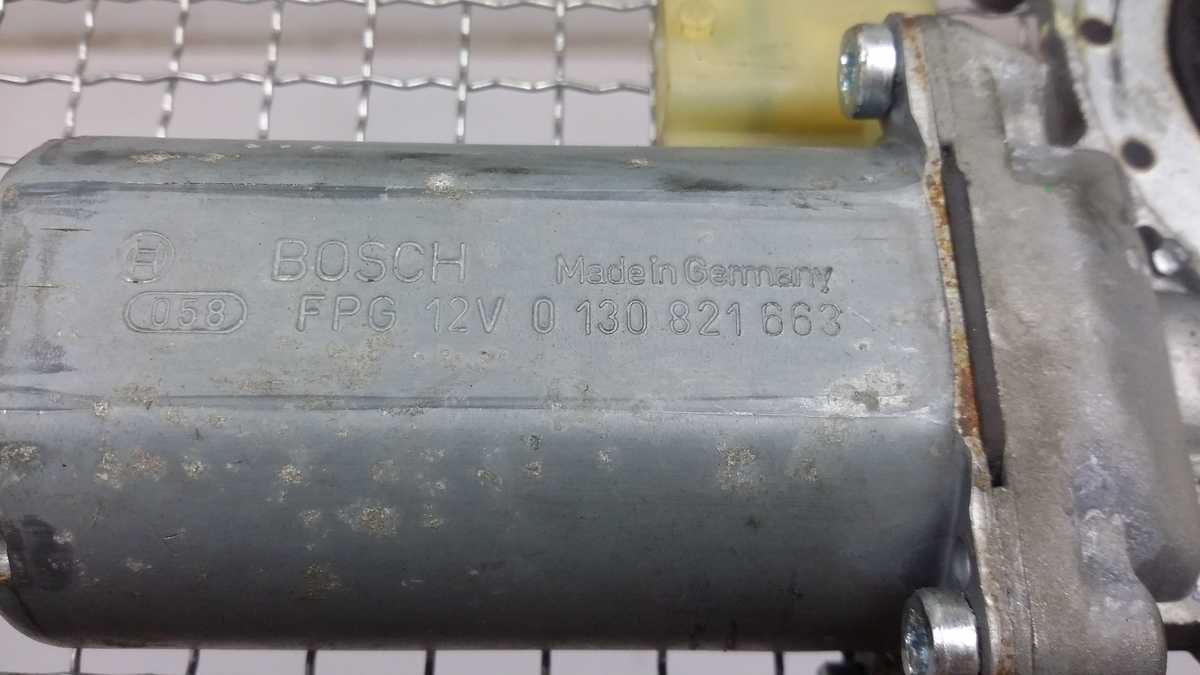 BOSCH Made in Germany
058 FPG 12V 0 130 821 663